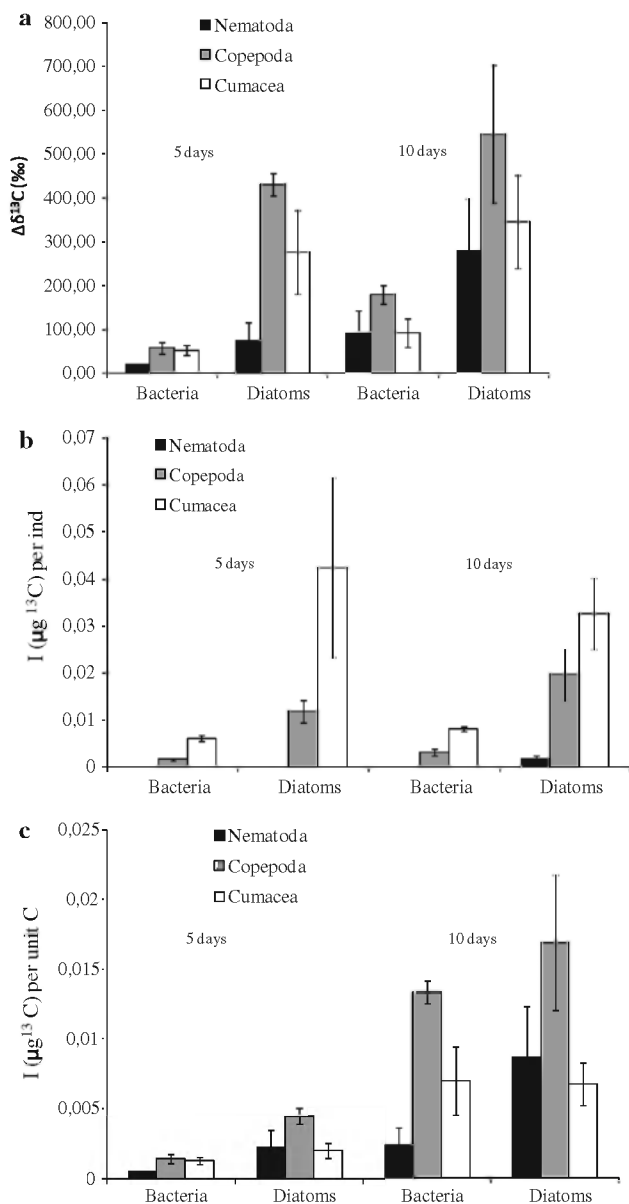 a
800,00
700,00
600,00
500,00
400,00
300,00
200,00
100,00
0,00
Δδ¹³C(‰)
Nematoda
Copepoda
Cumacea
5 days
10 days
Bacteria
Diatoms
Bacteria
Diatoms
b
0,07
0,06
0,05
0,04
0,03
0,02
0,01
0
I (µg ¹³C) per ind
Nematoda
Copepoda
Cumacea
5 days
10 days
Bacteria
Diatoms
Bacteria
Diatoms
c
0,025
0,02
0,015
0,01
0,005
0
I (µg¹³ C) per unit C
Nematoda
Copepoda
Cumacea
5 days
10 days
Bacteria
Diatoms
Bacteria
Diatoms